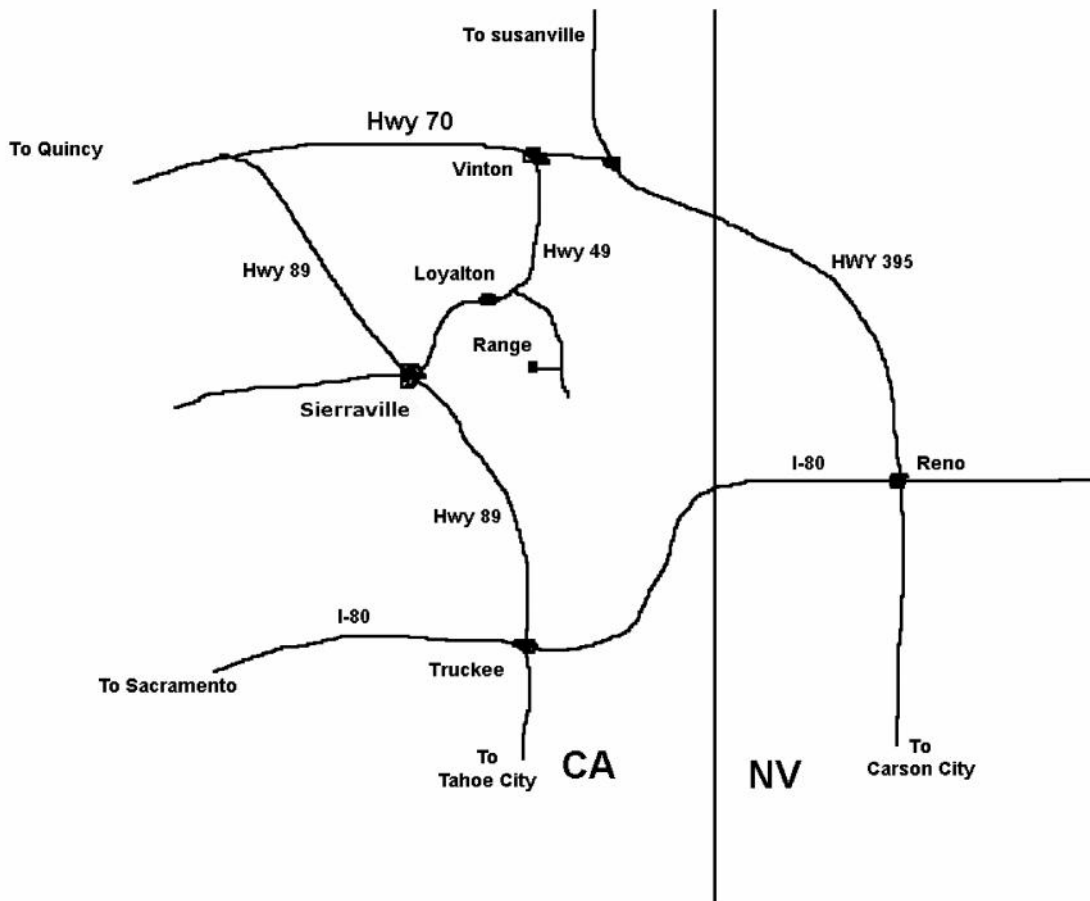 To susanville
Hwy 70
To Quincy
Vinton
Hwy 49
Hwy 89
HWY 395
Loyalton
Range
Sierraville
I-80
Reno
Hwy 89
I-80
Truckee
To Sacramento
To
Tahoe City
CA
NV
To
Carson City